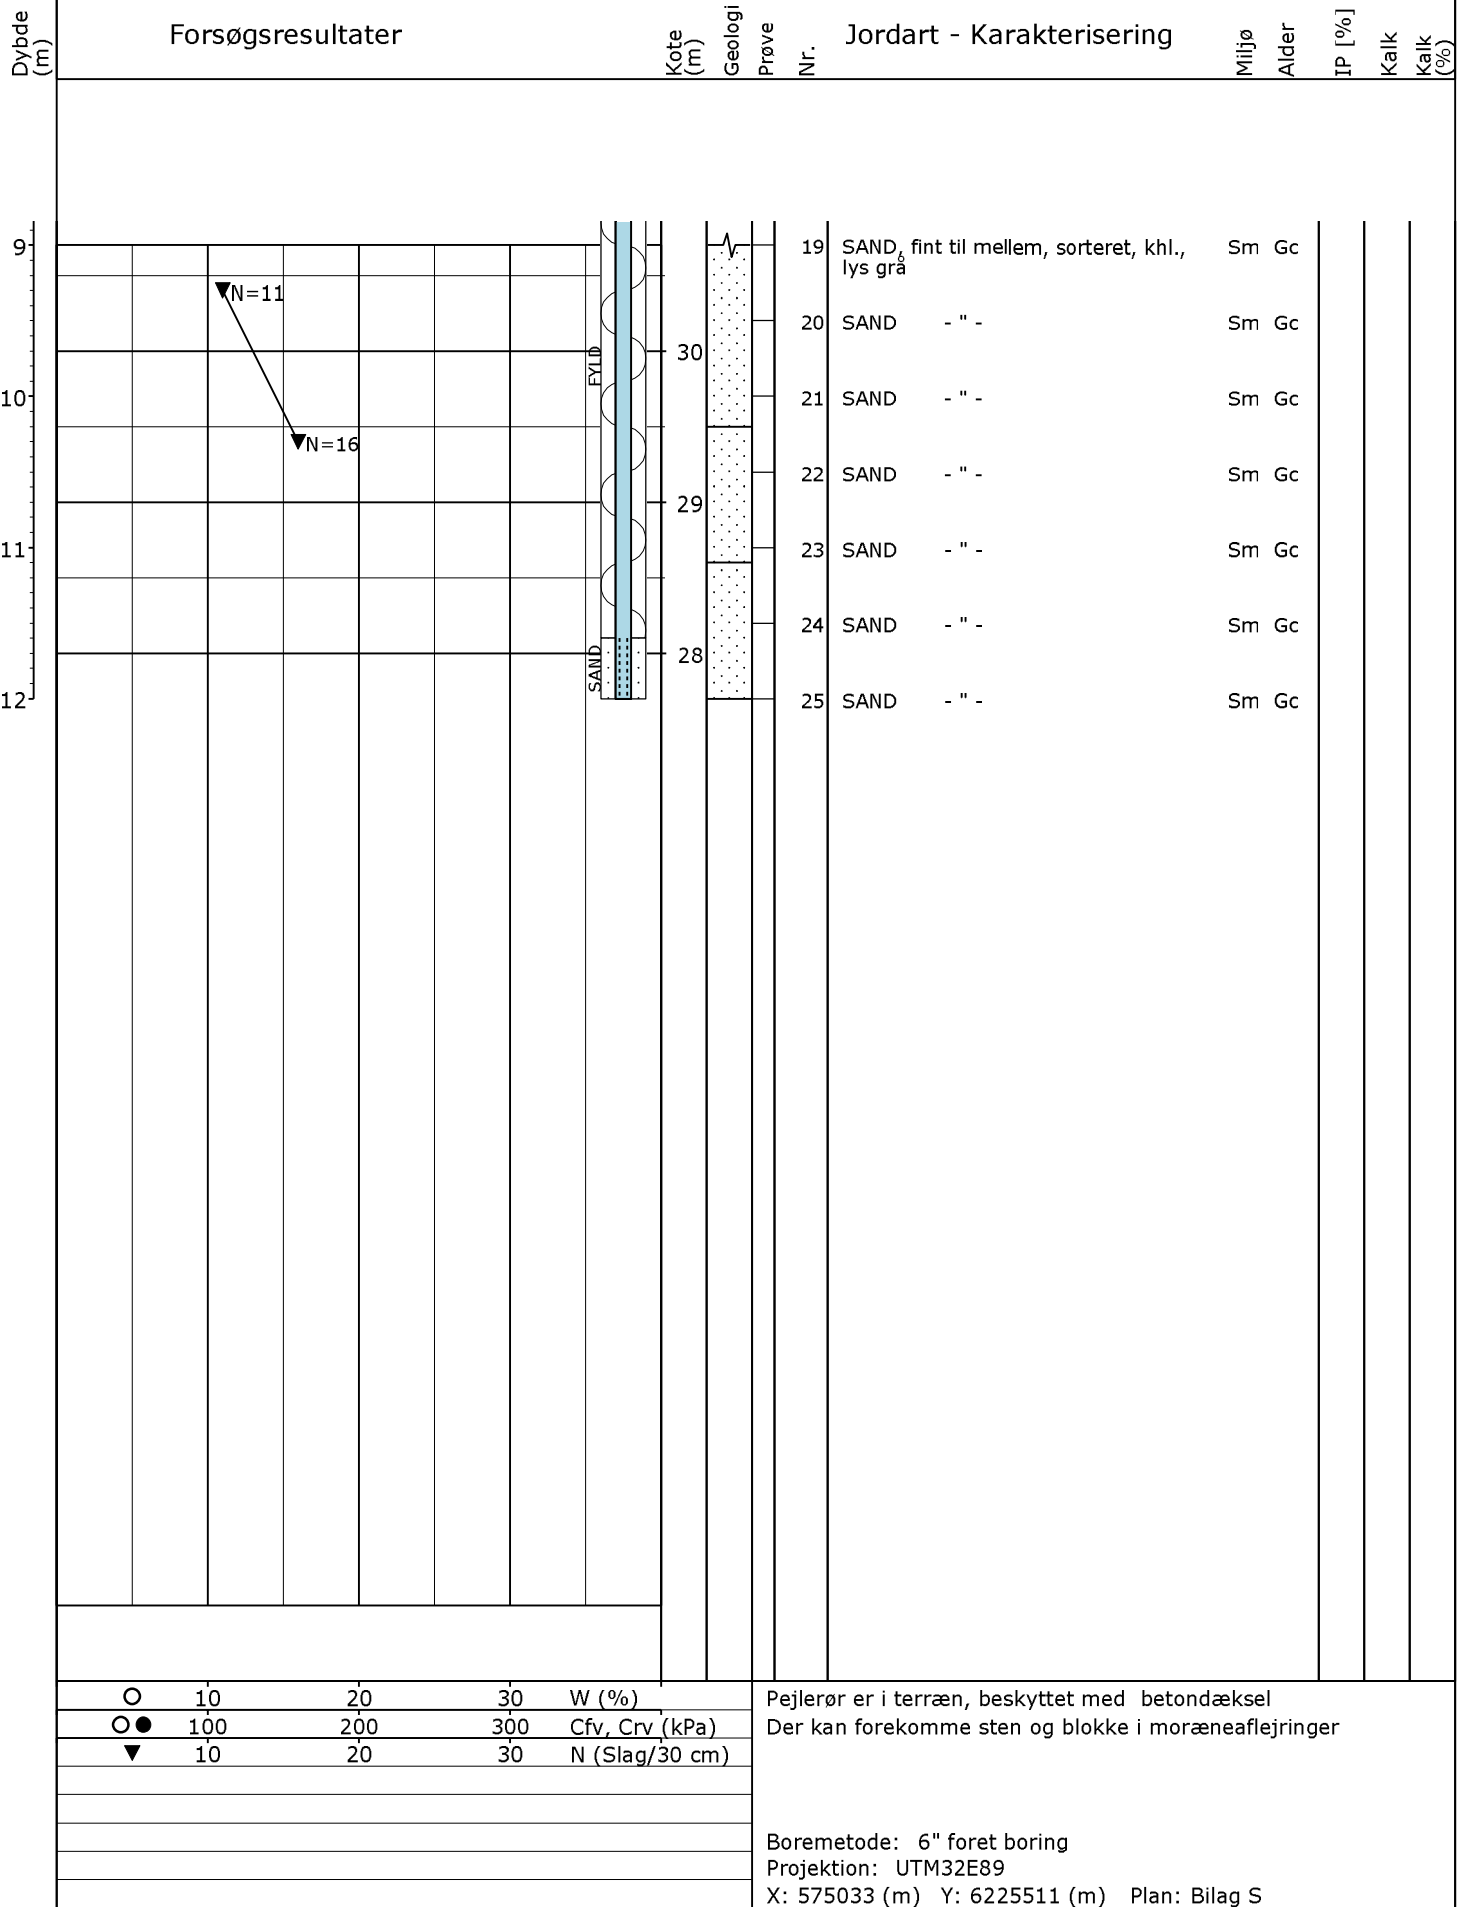 Dybde (m)
Forsøgsresultater
Kote (m)
Geologi
Prøve
Nr.
Jordart - Karakterisering
Miljø
Alder
IP [%]
Kalk
Kalk (%)
9
19 SAND, fint til mellem, sorteret, khl., Sm Gc
lys grå
N=11
20 SAND - " - Sm Gc
FYLD
30
10
21 SAND - " - Sm Gc
N=16
22 SAND - " - Sm Gc
29
11
23 SAND - " - Sm Gc
24 SAND - " - Sm Gc
SAND
28
12
25 SAND - " - Sm Gc
10 20 30 W (%)
100 200 300 Cfv, Crv (kPa)
10 20 30 N (Slag/30 cm)
Pejlerør er i terræn, beskyttet med betondæksel
Der kan forekomme sten og blokke i moræneaflejringer
Boremetode: 6" foret boring
Projektion: UTM32E89
X: 575033 (m) Y: 6225511 (m) Plan: Bilag S